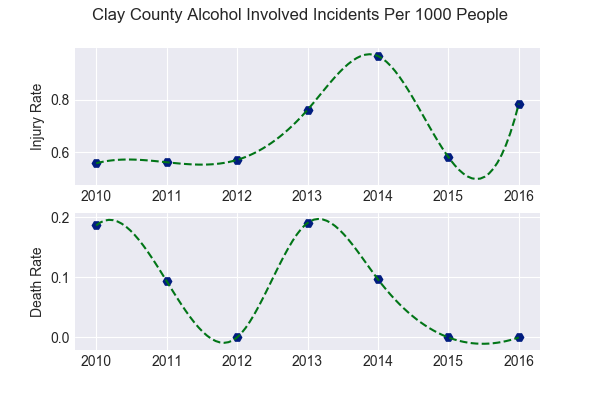 Clay County Alcohol Involved Incidents Per 1000 People
Injury Rate
0.8
0.6
2010 2011 2012 2013 2014 2015 2016
Death Rate
0.2
0.1
0.0
2010 2011 2012 2013 2014 2015 2016